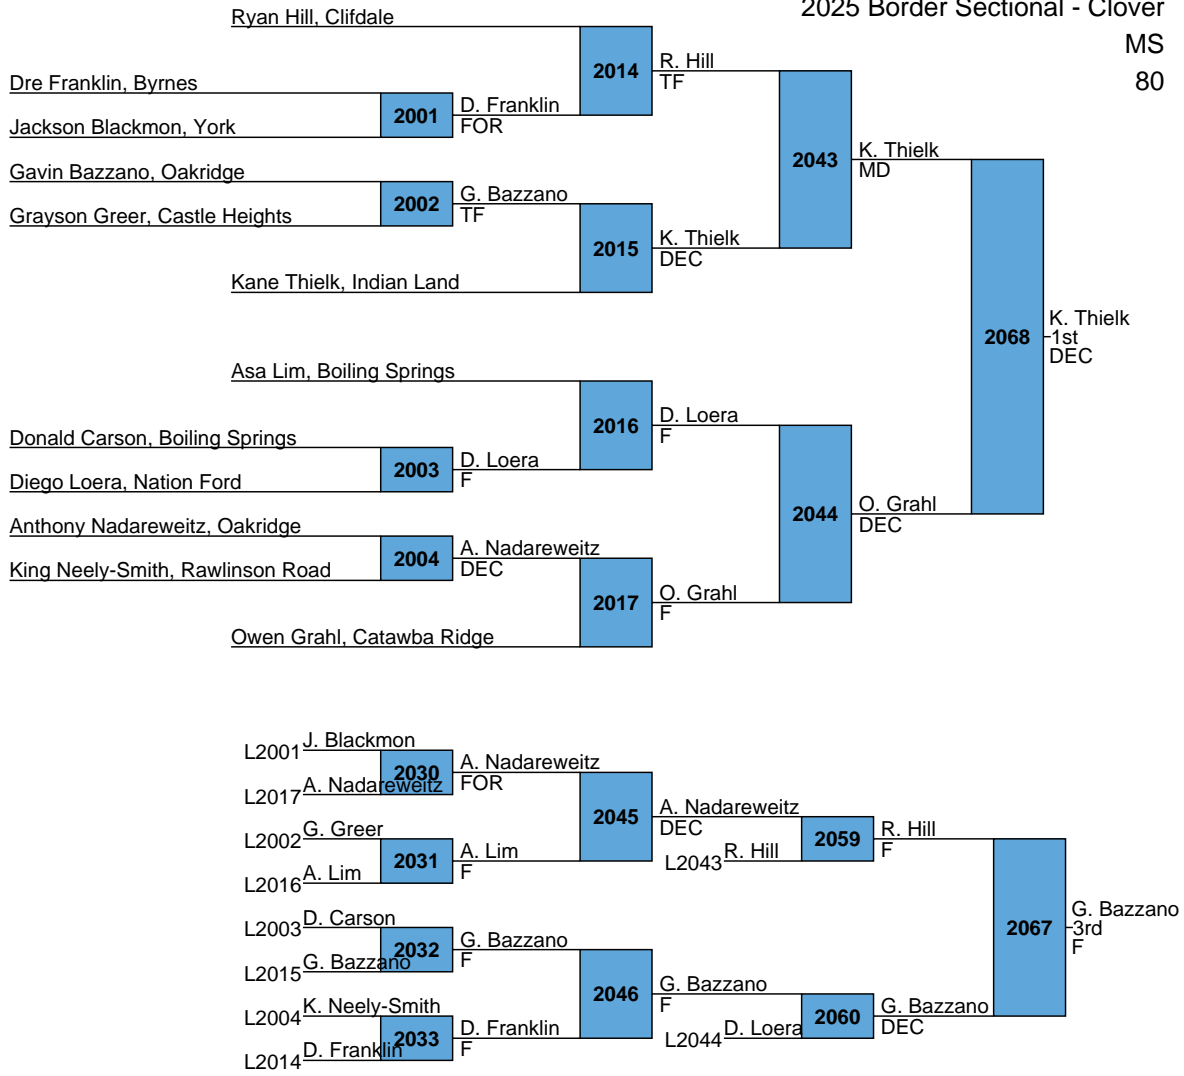 2025 Border Sectional - Clover
MS
80
Ryan Hill, Clifdale
2014
R. Hill
TF
Dre Franklin, Byrnes
2001
D. Franklin
FOR
Jackson Blackmon, York
2043
K. Thielk
MD
Gavin Bazzano, Oakridge
2002
G. Bazzano
TF
Grayson Greer, Castle Heights
2015
K. Thielk
DEC
Kane Thielk, Indian Land
2068
K. Thielk
1st
DEC
Asa Lim, Boiling Springs
2016
D. Loera
F
Donald Carson, Boiling Springs
2003
D. Loera
F
Diego Loera, Nation Ford
2044
O. Grahl
DEC
Anthony Nadareweitz, Oakridge
2004
A. Nadareweitz
DEC
King Neely-Smith, Rawlinson Road
2017
O. Grahl
F
Owen Grahl, Catawba Ridge
L2001 J. Blackmon
2030
A. Nadareweitz
FOR
L2017 A. Nadareweitz
2045
A. Nadareweitz
DEC
L2002 G. Greer
2031
A. Lim
F
L2016 A. Lim
L2043 R. Hill
2059
R. Hill
F
L2003 D. Carson
2032
G. Bazzano
F
L2015 G. Bazzano
2067
G. Bazzano
3rd
F
2046
G. Bazzano
F
L2004 K. Neely-Smith
2033
D. Franklin
F
L2014 D. Franklin
L2044 D. Loera
2060
G. Bazzano
DEC